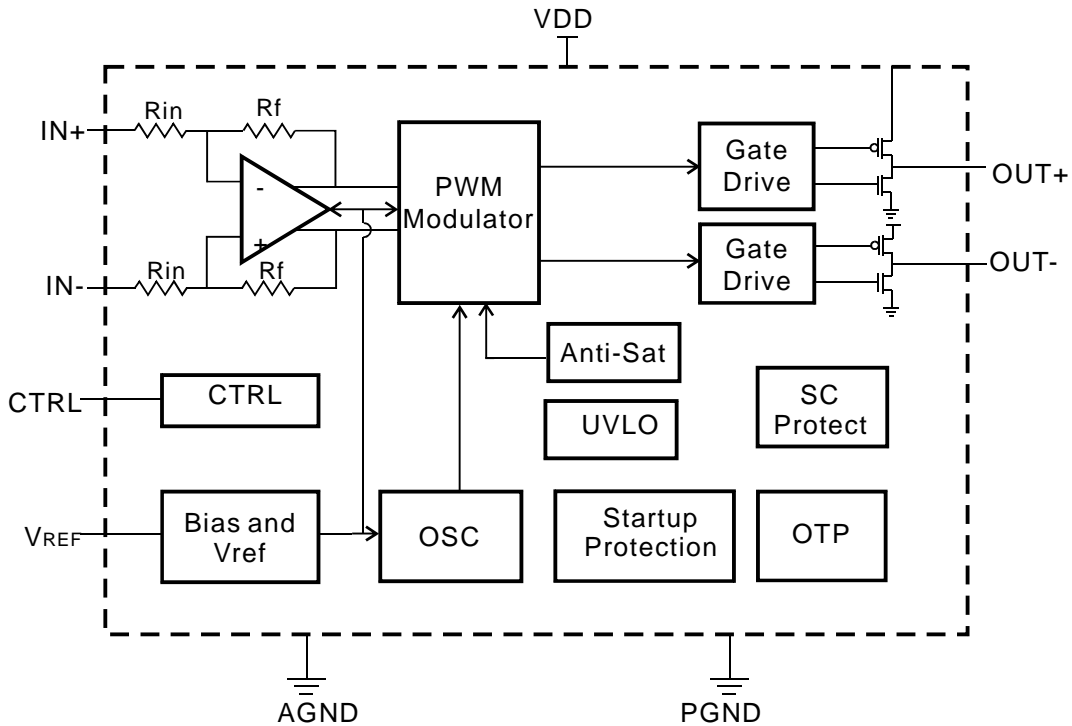 VDD
Rin
Rf
IN+
-
PWM
Modulator
Gate
Drive
OUT+
+
Rin
Rf
IN-
Gate
Drive
OUT-
Anti-Sat
CTRL
CTRL
UVLO
SC
Protect
VREF
Bias and
Vref
OSC
Startup
Protection
OTP
AGND
PGND